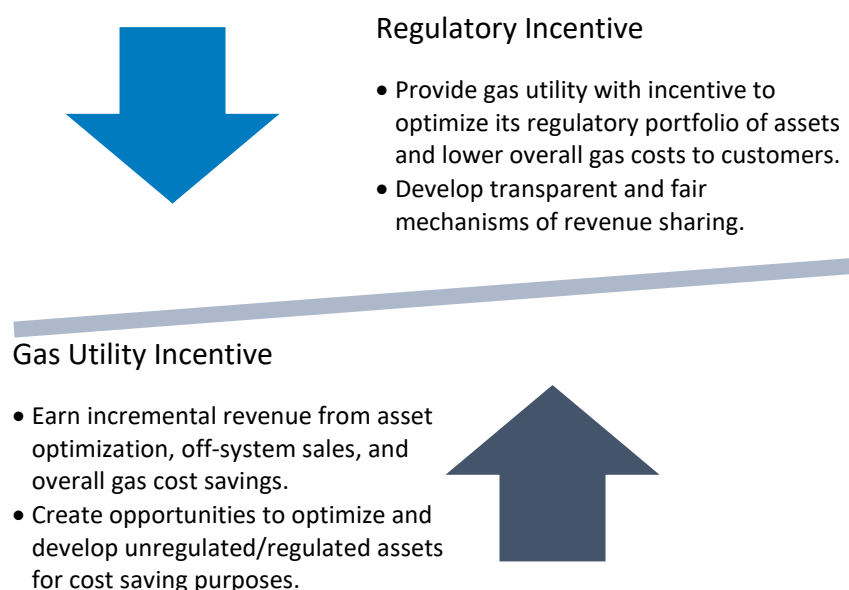 Regulatory Incentive
• Provide gas utility with incentive to
optimize its regulatory portfolio of assets
and lower overall gas costs to customers.
• Develop transparent and fair
mechanisms of revenue sharing.
Gas Utility Incentive
• Earn incremental revenue from asset
optimization, off-system sales, and
overall gas cost savings.
• Create opportunities to optimize and
develop unregulated/regulated assets
for cost saving purposes.